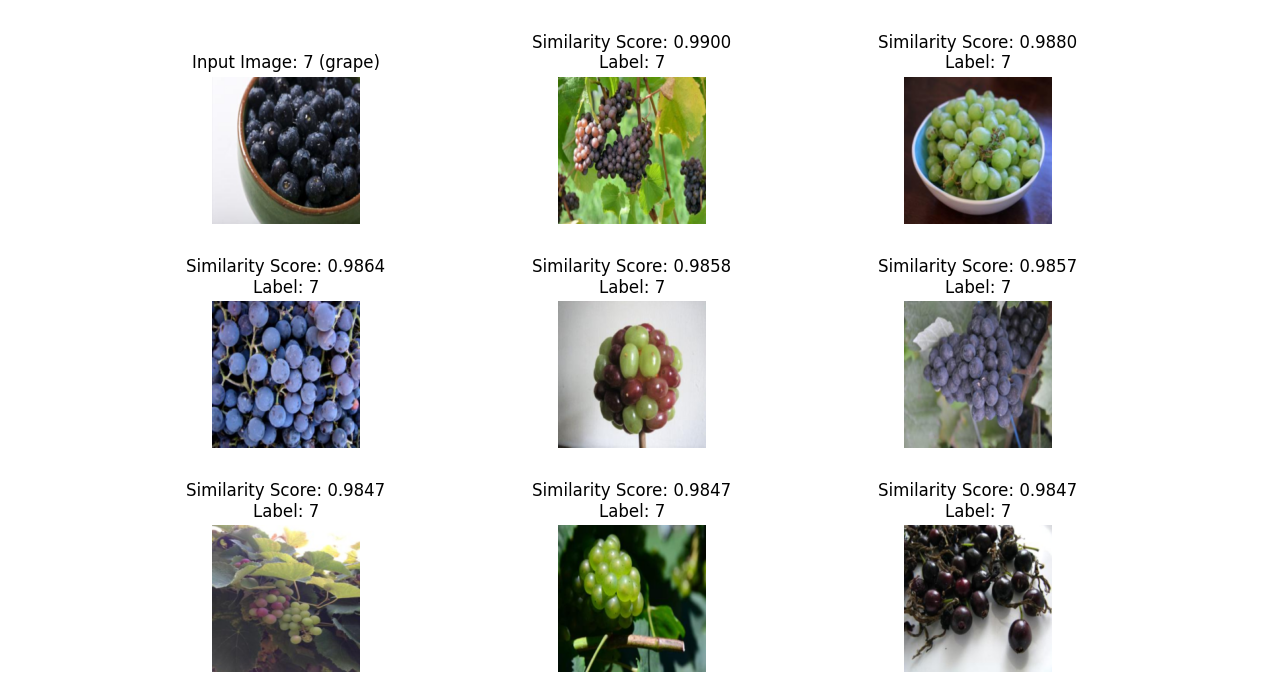 Input Image: 7 (grape)
Similarity Score: 0.9900
Label: 7
Similarity Score: 0.9880
Label: 7
Similarity Score: 0.9864
Label: 7
Similarity Score: 0.9858
Label: 7
Similarity Score: 0.9857
Label: 7
Similarity Score: 0.9847
Label: 7
Similarity Score: 0.9847
Label: 7
Similarity Score: 0.9847
Label: 7